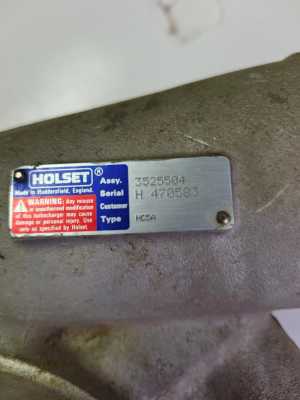 HOLSET®
Made in Huddersfield, England.
WARNING: Any misuse
or unauthorized modification
of this turbocharger may cause
damage or personal injury. Use
only as specified by Holset.
Assy. 3525504
Serial H 470583
Customer
Type HC5A